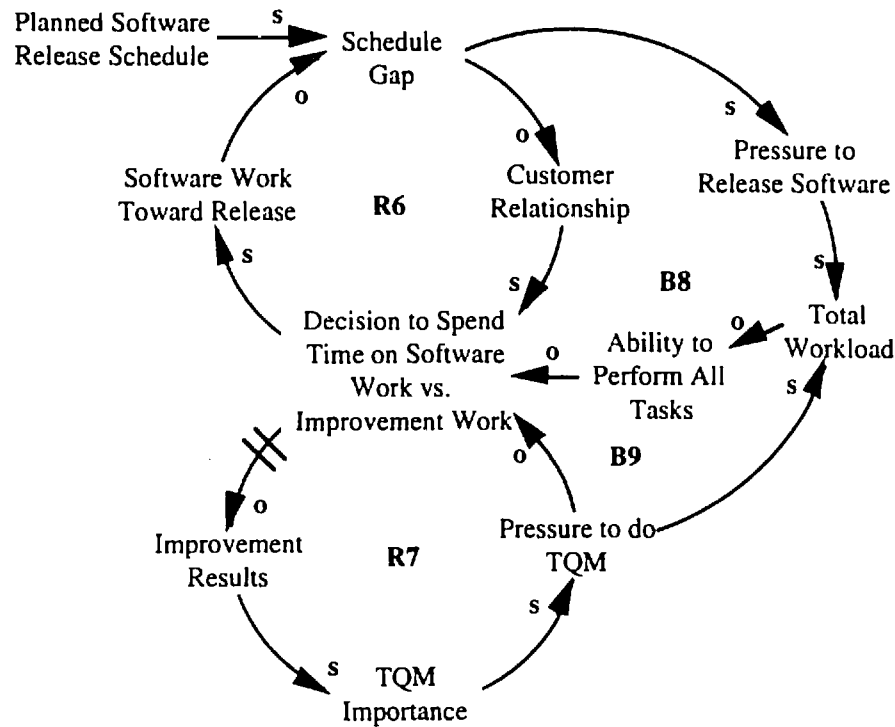 Planned Software
Release Schedule
s
Schedule
Gap
o
o
s
Pressure to
Release Software
Software Work
Toward Release
R6
Customer
Relationship
s
s
s
B8
Decision to Spend
Time on Software
Work vs.
Improvement Work
o
Ability to
Perform All
Tasks
o
Total
Workload
s
o
B9
o
Improvement
Results
R7
Pressure to do
TQM
s
s
TQM
Importance